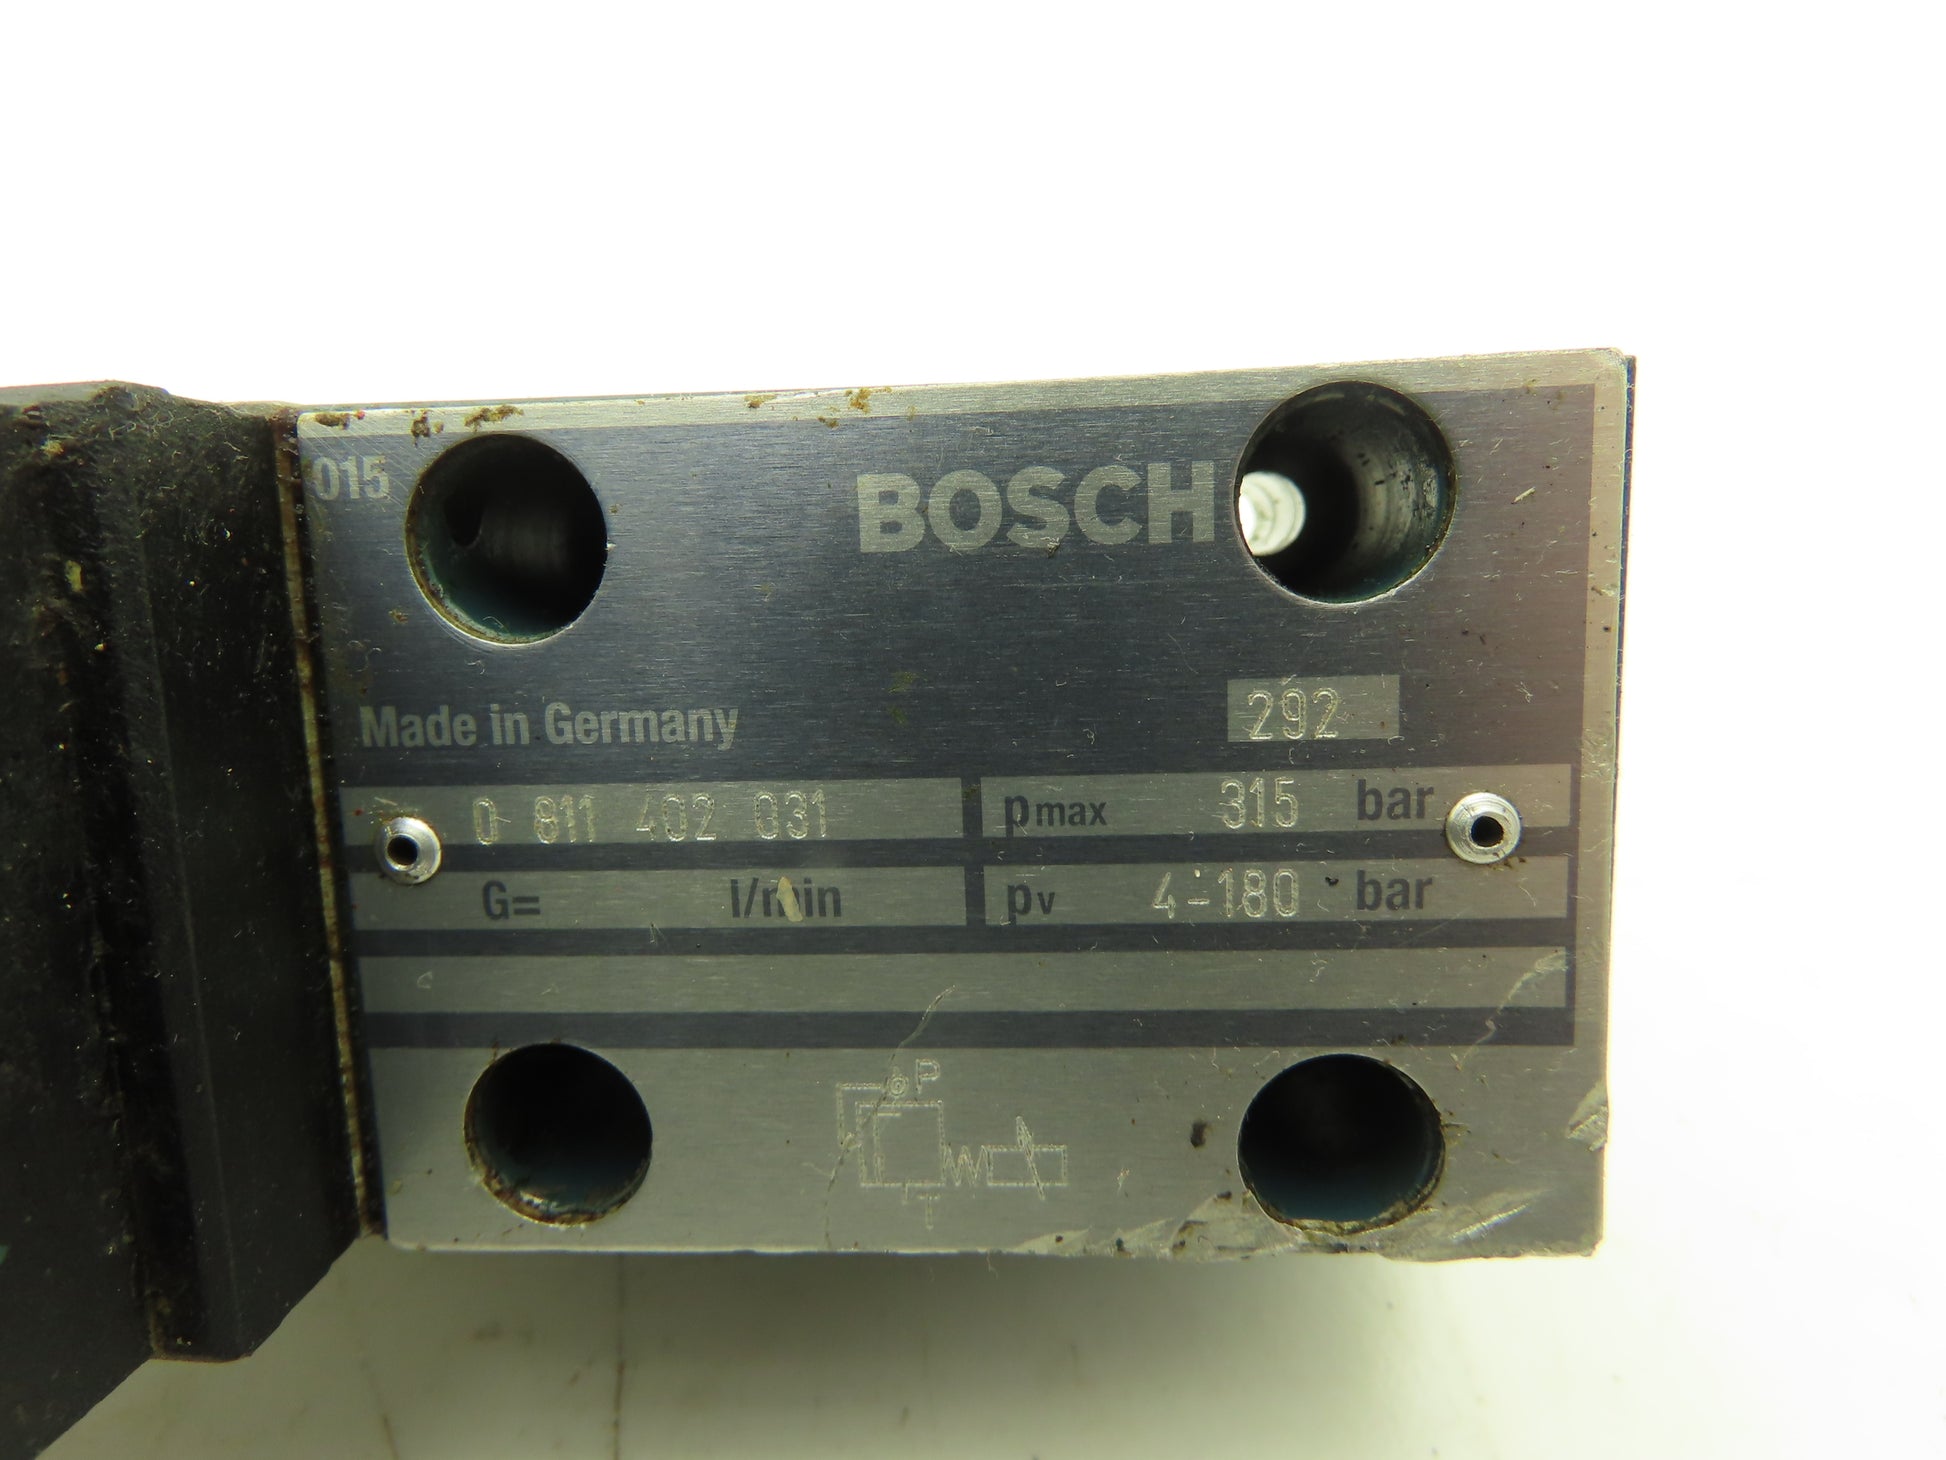 015
BOSCH
Made in Germany
292
0 811 402 031
pmax 315 bar
G= l/min
pv 4-180 bar
P
T